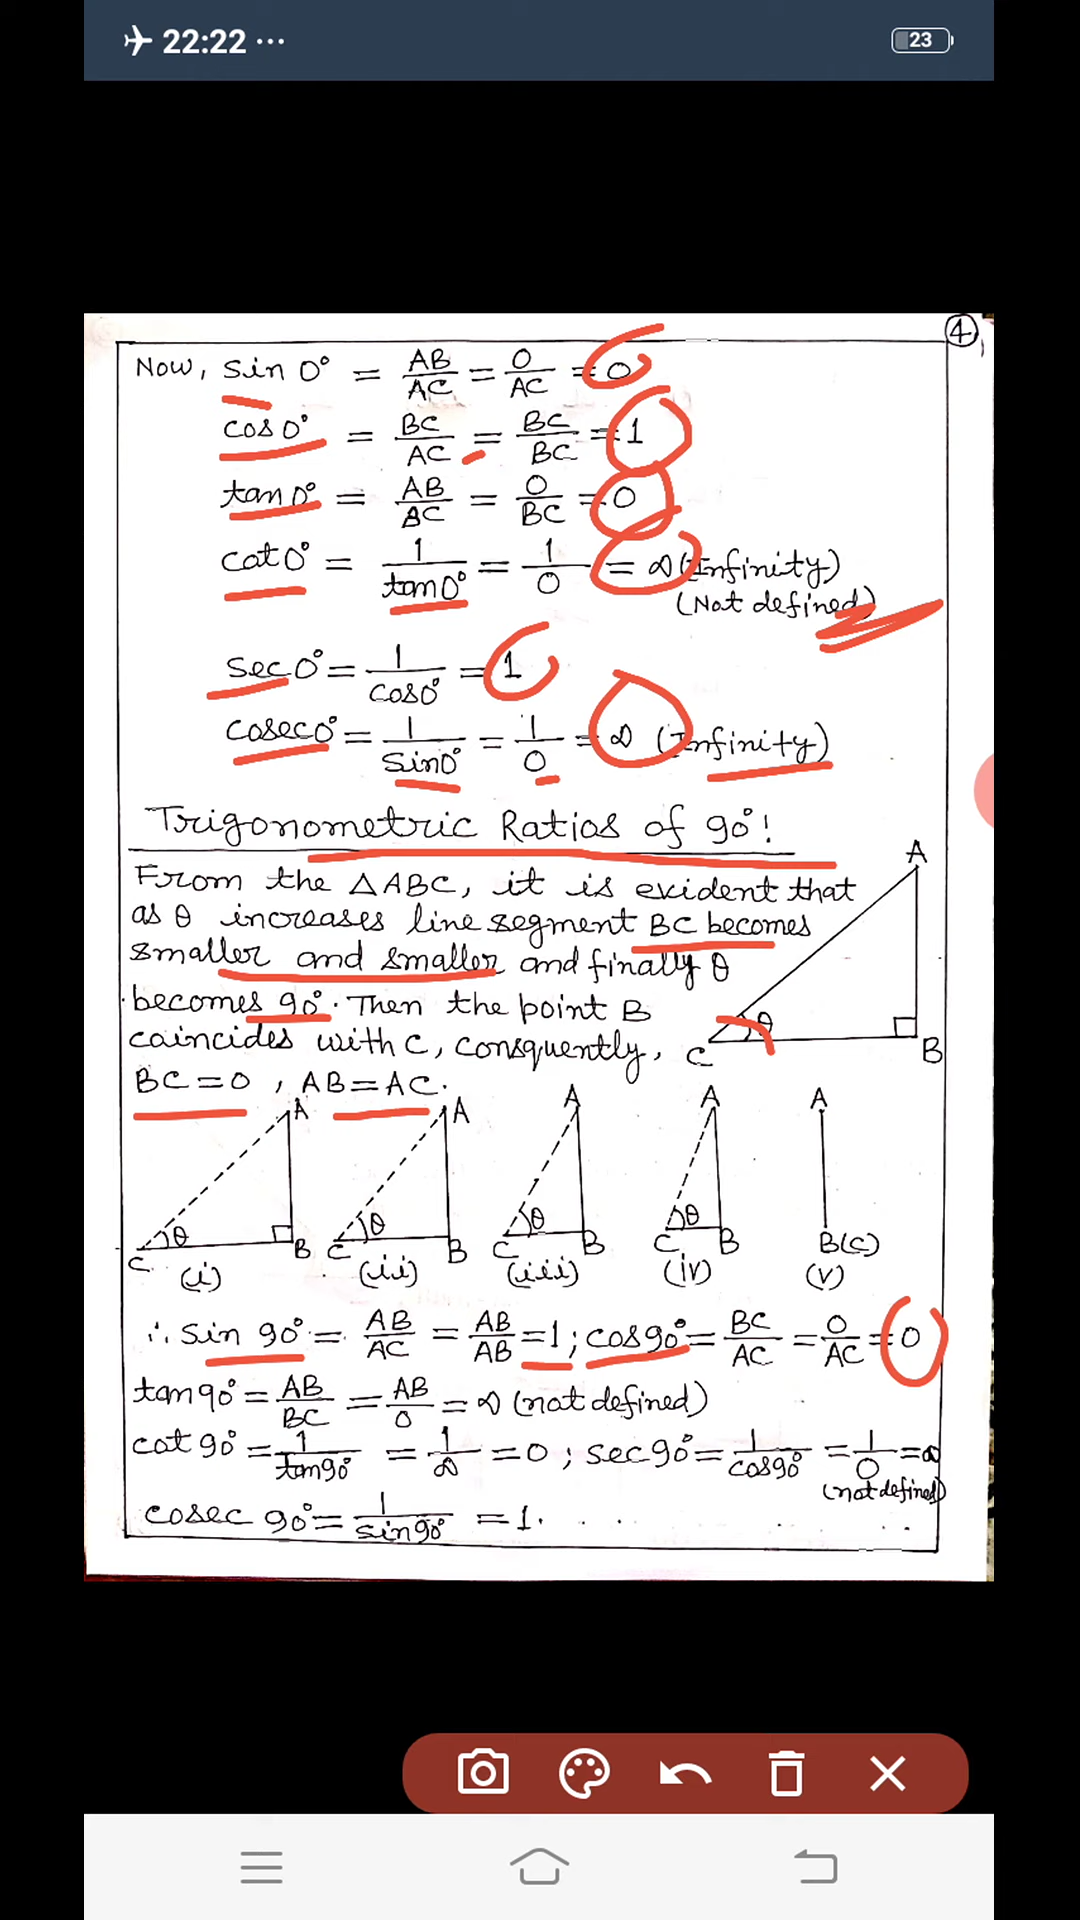 22:22 ...
23
4
Now, sin 0° = AB/AC = 0/AC = 0
cos 0° = BC/AC = BC/BC = 1
tan 0° = AB/BC = 0/BC = 0
cot 0° = 1/tan 0° = 1/0 = ∞ (Infinity)
(Not defined)
sec 0° = 1/cos 0° = 1
cosec 0° = 1/sin 0° = 1/0 = ∞ (Infinity)
Trigonometric Ratios of 90°!
From the △ABC, it is evident that
as θ increases line segment BC becomes
smaller and smaller and finally θ
becomes 90°. Then the point B
coincides with C, consquently,
BC = 0, AB = AC.
A
θ
C
B
A A A A A
θ θ θ θ
C B C B C B C B B(C)
(i) (ii) (iii) (iv) (v)
∴ sin 90° = AB/AC = AB/AB = 1; cos 90° = BC/AC = 0/AC = 0
tan 90° = AB/BC = AB/0 = ∞ (not defined)
cot 90° = 1/tan 90° = 1/∞ = 0; sec 90° = 1/cos 90° = 1/0 = ∞
(not defined)
cosec 90° = 1/sin 90° = 1.